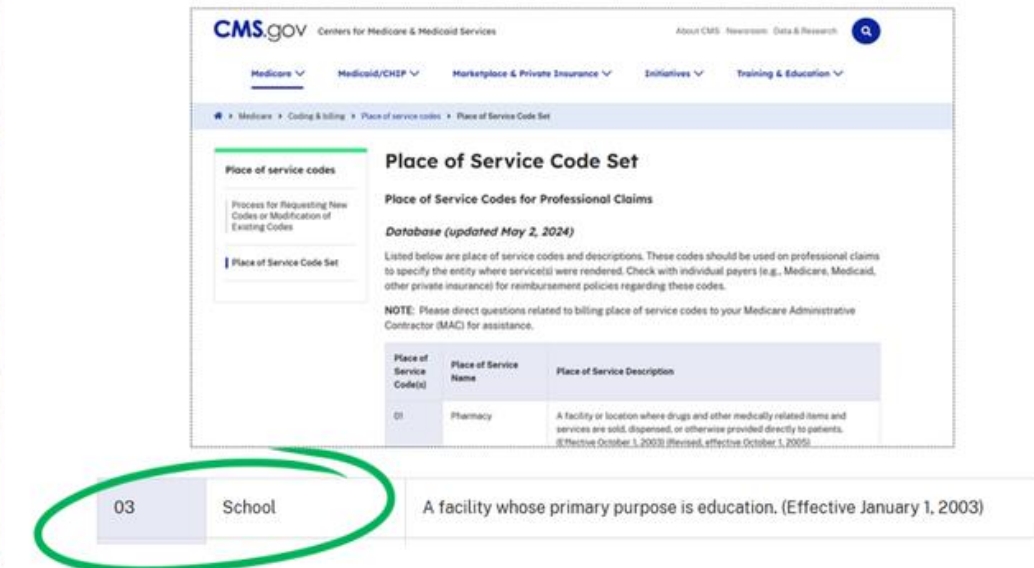 CMS.gov Centers for Medicare & Medicaid Services
About CMS Newsroom Data & Research
Medicare Medicaid/CHIP Marketplace & Private Insurance Initiatives Training & Education
Medicare Coding & billing Place of service codes Place of Service Code Set
Place of service codes
Process for Requesting New
Codes or Modification of
Existing Codes
Place of Service Code Set
Place of Service Code Set
Place of Service Codes for Professional Claims
Database (updated May 2, 2024)
Listed below are place of service codes and descriptions. These codes should be used on professional claims
to specify the entity where service(s) were rendered. Check with individual payers (e.g., Medicare, Medicaid,
other private insurance) for reimbursement policies regarding these codes.
NOTE: Please direct questions related to billing place of service codes to your Medicare Administrative
Contractor (MAC) for assistance.
Place of
Service
Code(s)
Place of Service
Name
Place of Service Description
01
Pharmacy
A facility or location where drugs and other medically related items and
services are sold, dispensed, or otherwise provided directly to patients.
(Effective October 1, 2003) (Revised, effective October 1, 2005)
03 School A facility whose primary purpose is education. (Effective January 1, 2003)